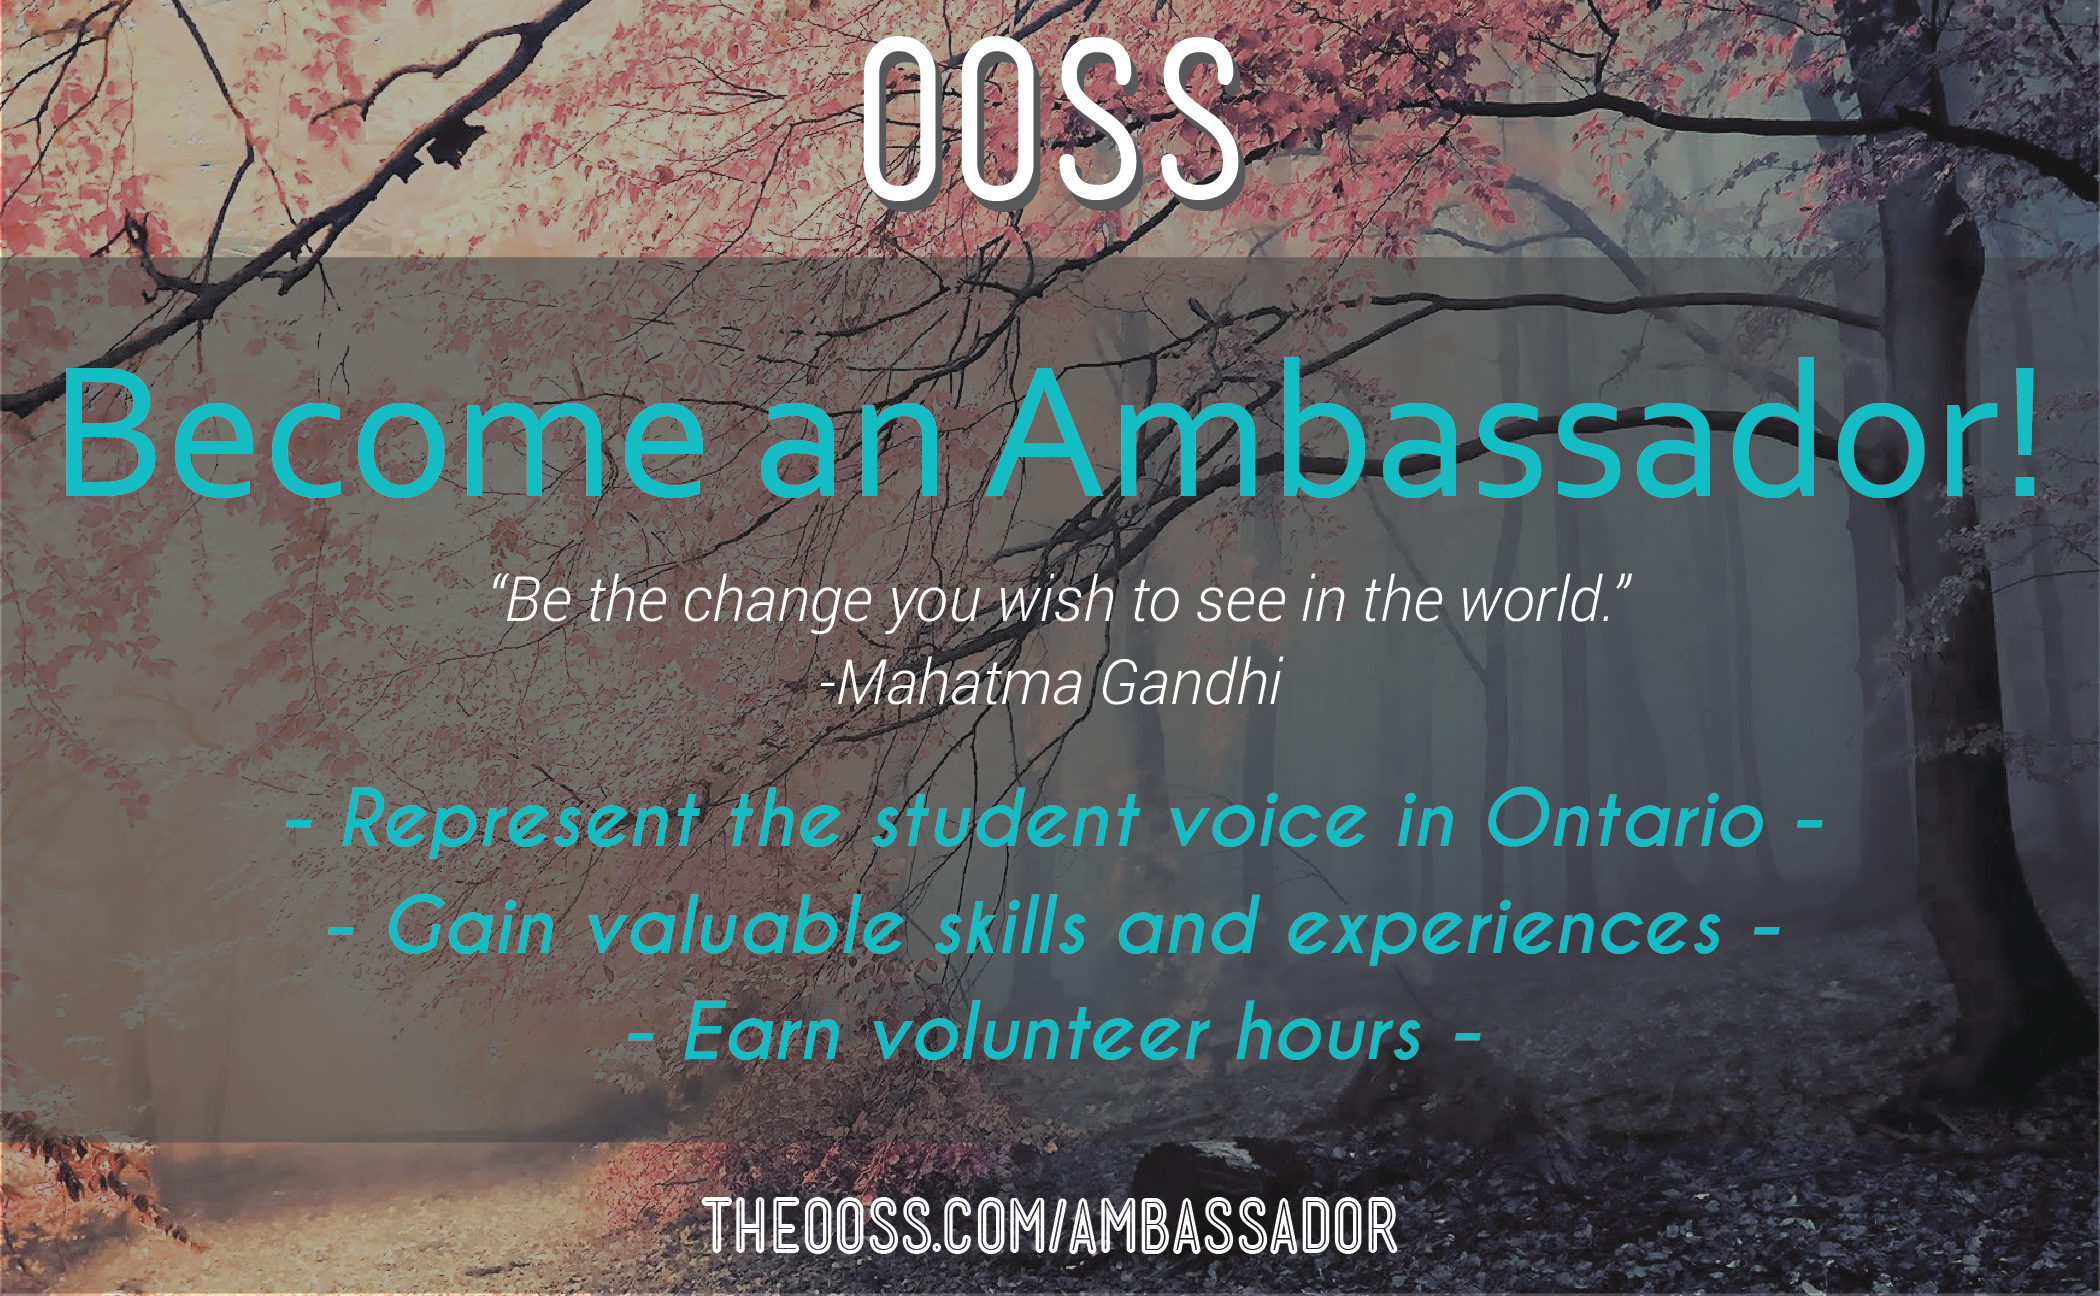 OOSS
Become an Ambassador!
“Be the change you wish to see in the world.”
-Mahatma Gandhi
- Represent the student voice in Ontario -
- Gain valuable skills and experiences -
- Earn volunteer hours -
THEOOSS.COM/AMBASSADOR